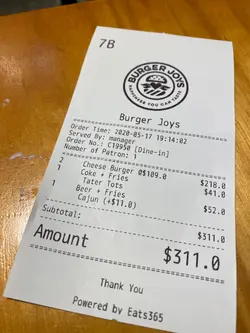 7B
BURGER JOYS
HAPPINESS YOU CAN TASTE
Burger Joys
Order Time: 2020-05-17 19:14:02
Served By: manager
Order No.: C19950 [Dine-in]
Number of Patron: 1
2 Cheese Burger @$109.0 $218.0
1 Coke + Fries $41.0
Tater Tots
1 Beer + Fries $52.0
Cajun (+$11.0)
Subtotal: $311.0
Amount $311.0
Thank You
Powered by Eats365